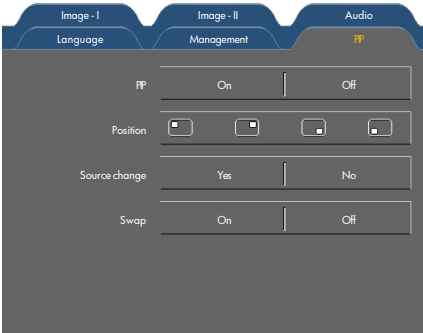 Image - I Image - II Audio
Language Management PIP
PIP On Off
Position
Source change Yes No
Swap On Off